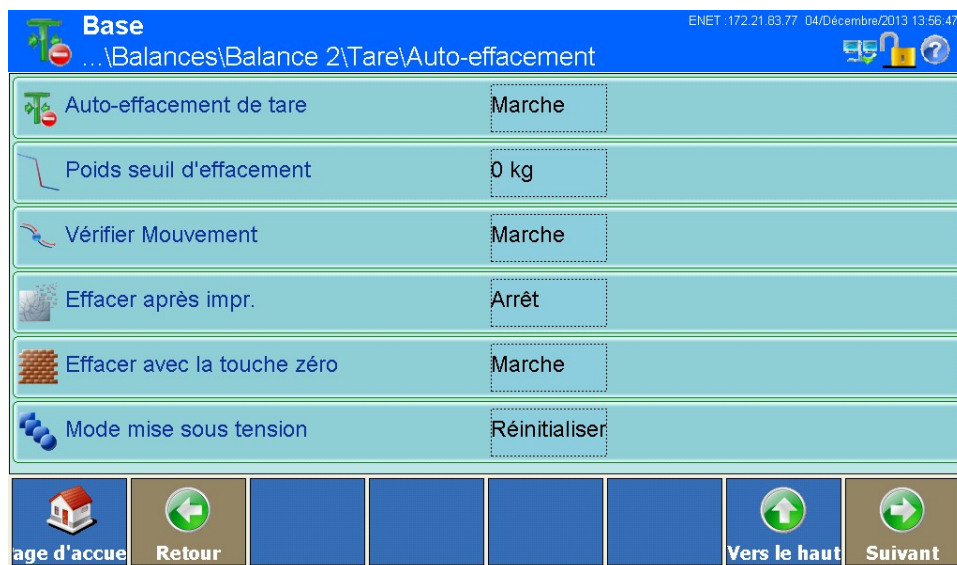 Base
ENET :172.21.83.77 04/Décembre/2013 13:56:47
...\Balances\Balance 2\Tare\Auto-effacement
Auto-effacement de tare Marche
Poids seuil d'effacement 0 kg
Vérifier Mouvement Marche
Effacer après impr. Arrêt
Effacer avec la touche zéro Marche
Mode mise sous tension Réinitialiser
age d'accue Retour Vers le haut Suivant